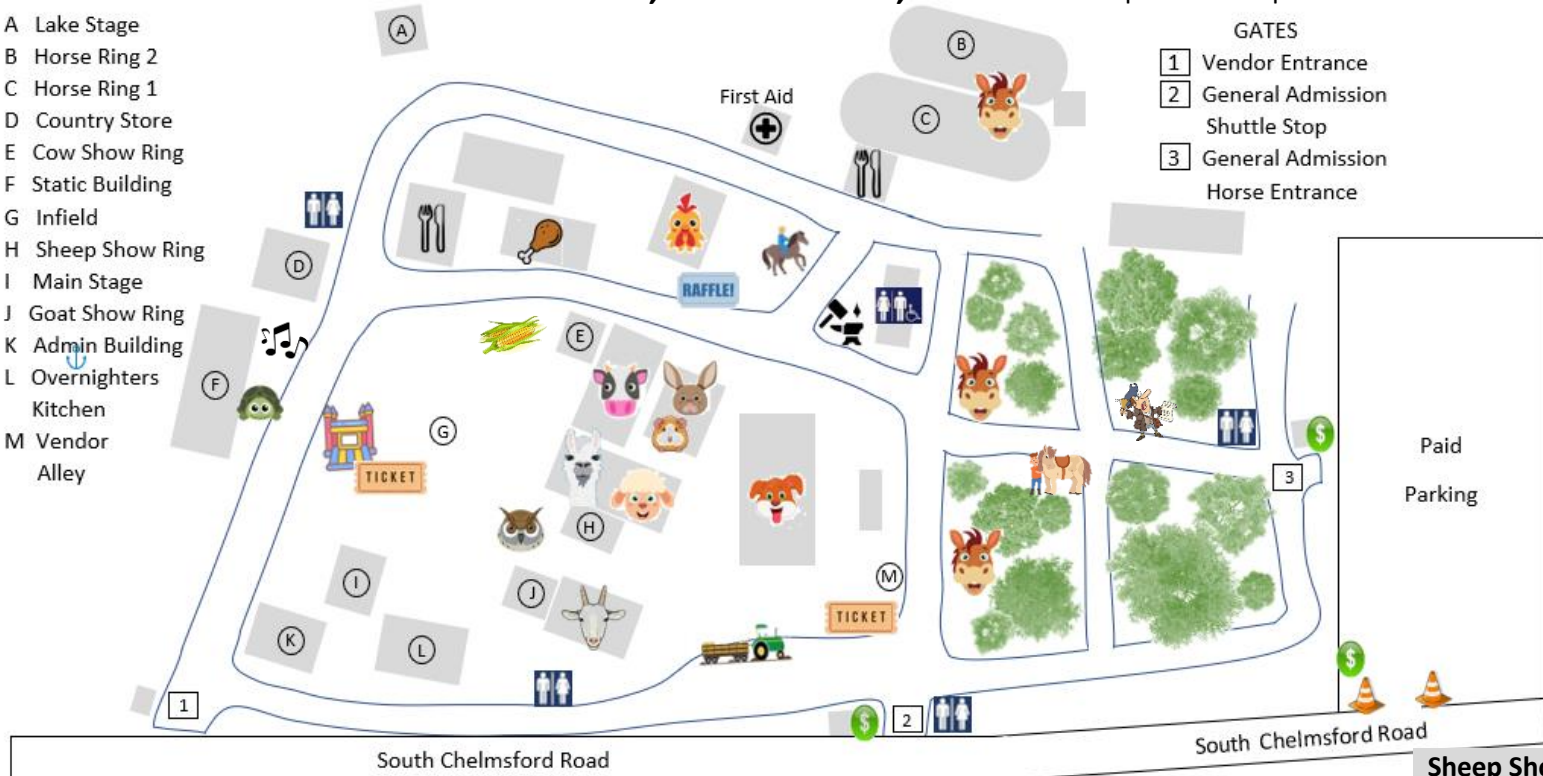 A Lake Stage
B Horse Ring 2
C Horse Ring 1
D Country Store
E Cow Show Ring
F Static Building
G Infield
H Sheep Show Ring
I Main Stage
J Goat Show Ring
K Admin Building
L Overnighters
Kitchen
M Vendor
Alley
GATES
1 Vendor Entrance
2 General Admission
Shuttle Stop
3 General Admission
Horse Entrance
A
B
First Aid
C
D
RAFFLE!
E
F
G
TICKET
$
3
Paid
Parking
H
I
M
J
TICKET
K
L
$
1
$
2
South Chelmsford Road
South Chelmsford Road